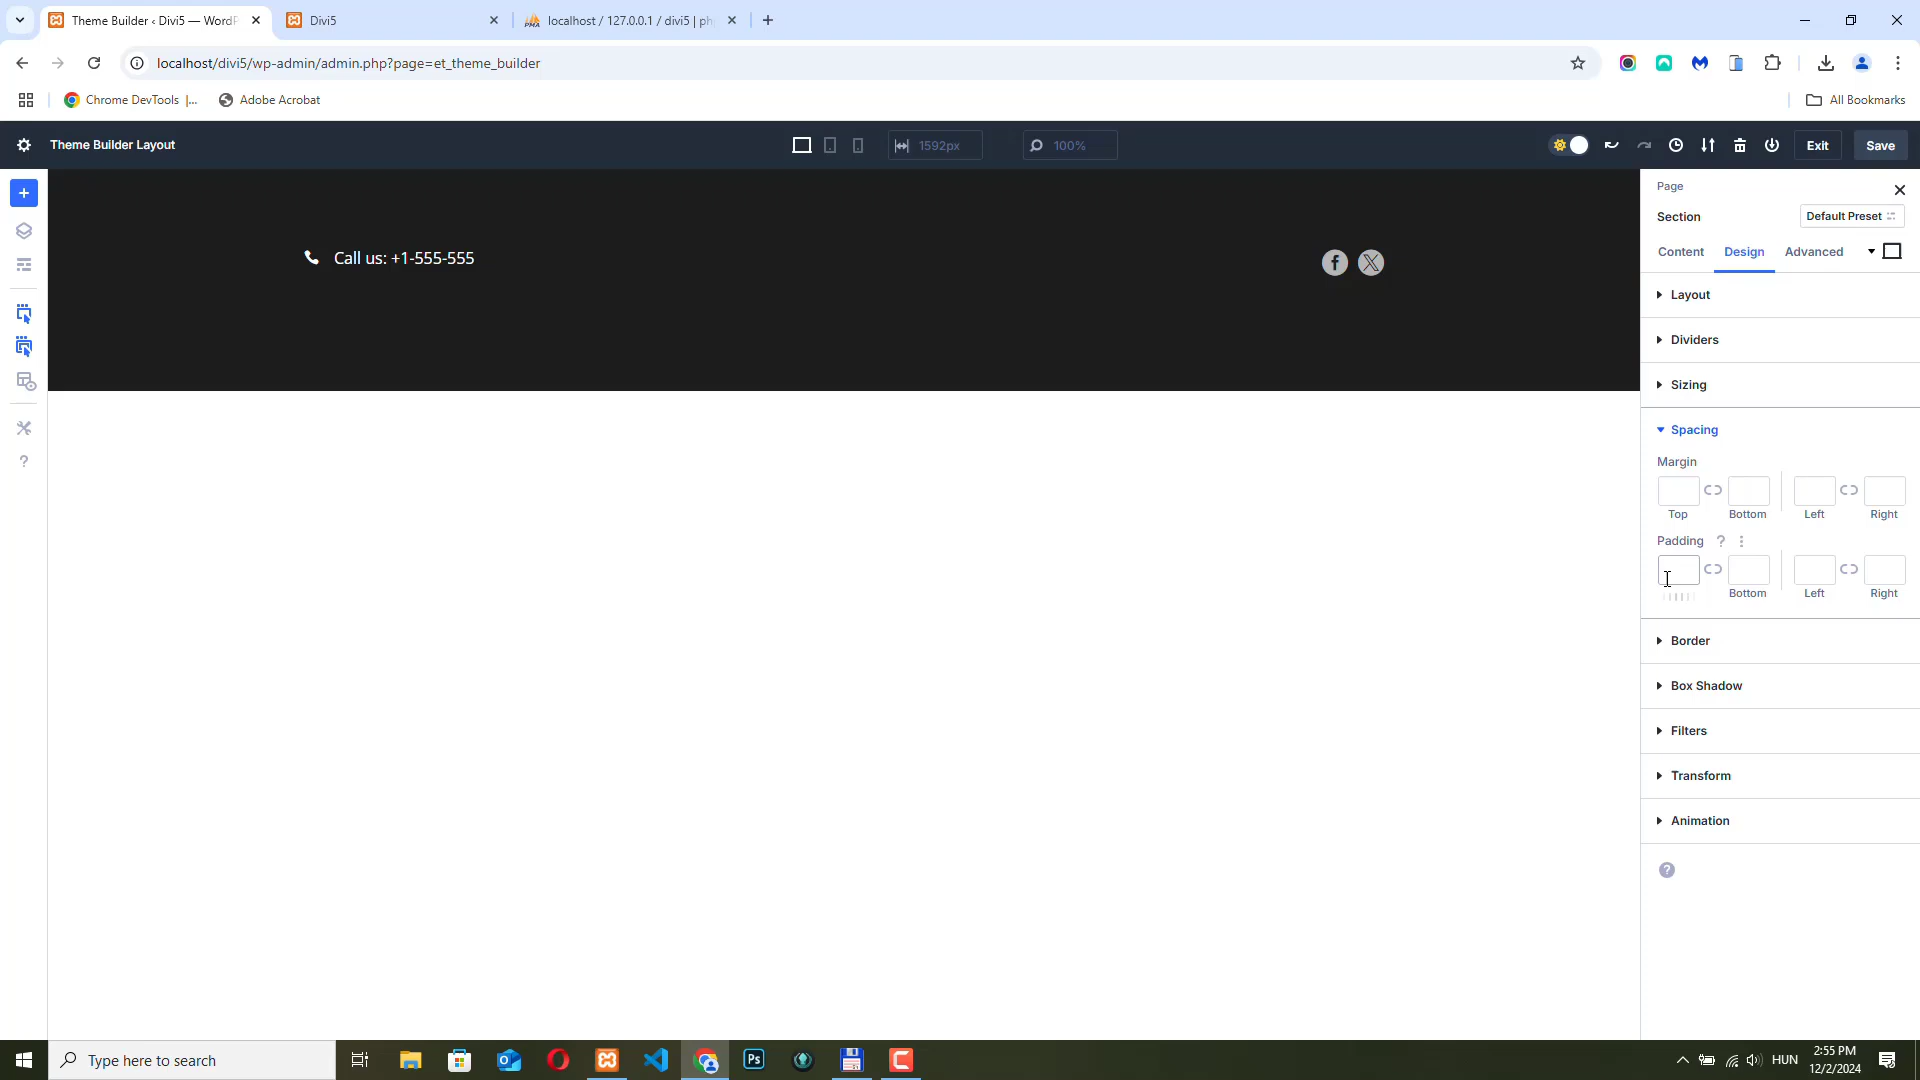 Theme Builder ‹ Divi5 — WordP
Divi5
localhost / 127.0.0.1 / divi5 | ph
localhost/divi5/wp-admin/admin.php?page=et_theme_builder
Chrome DevTools |...
Adobe Acrobat
All Bookmarks
Theme Builder Layout
1592px
100%
Exit
Save
Page
Section
Default Preset
Content
Design
Advanced
Call us: +1-555-555
Layout
Dividers
Sizing
Spacing
Margin
Top
Bottom
Left
Right
Padding
Bottom
Left
Right
Border
Box Shadow
Filters
Transform
Animation
Type here to search
HUN
2:55 PM
12/2/2024